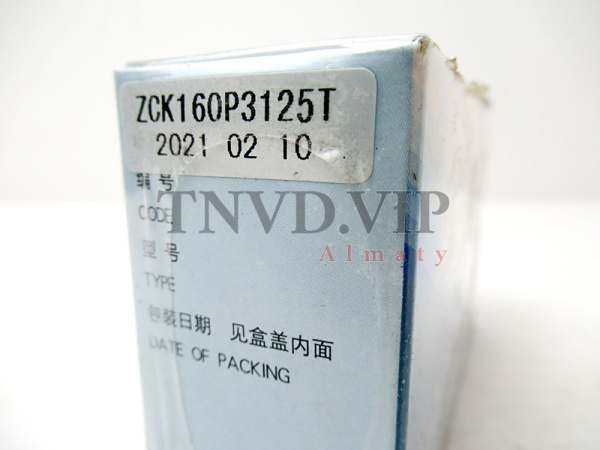 ZCK160P3125T
2021 02 10
编号
CODE
TNVD.VIP
Almaty
型号
TYPE
包装日期 见盒盖内面
DATE OF PACKING